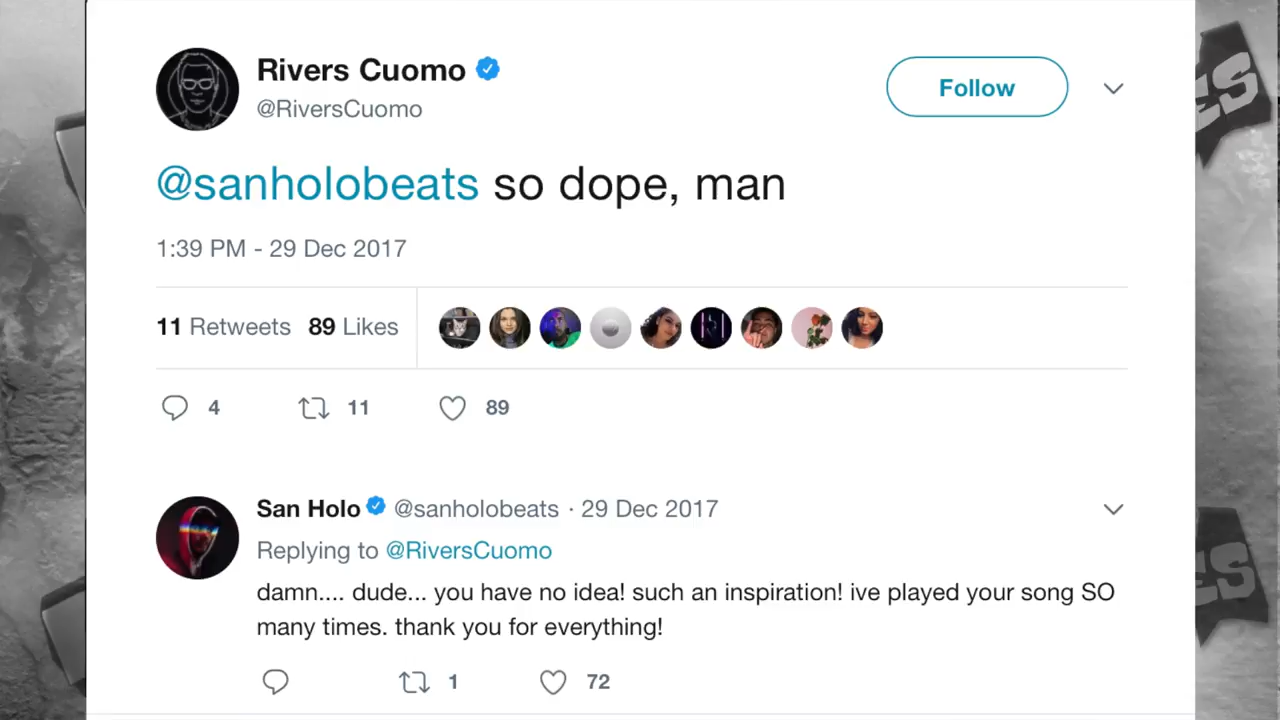 Rivers Cuomo
@RiversCuomo
Follow
@sanholobeats so dope, man
1:39 PM - 29 Dec 2017
11 Retweets 89 Likes
4 11 89
San Holo @sanholobeats · 29 Dec 2017
Replying to @RiversCuomo
damn.... dude... you have no idea! such an inspiration! ive played your song SO
many times. thank you for everything!
1 72